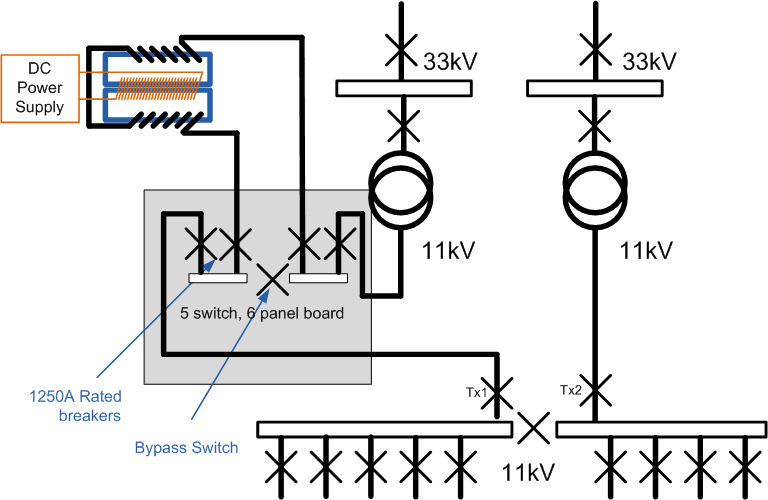 DC
Power
Supply
33kV
33kV
11kV
11kV
5 switch, 6 panel board
1250A Rated
breakers
Bypass Switch
Tx1
Tx2
11kV